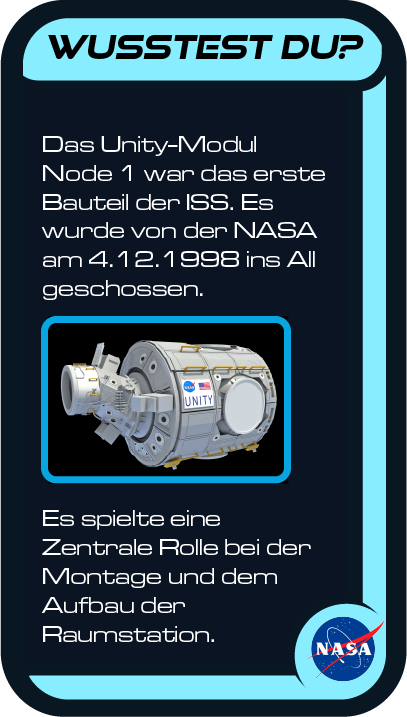 WUSSTEST DU?
Das Unity-Modul
Node 1 war das erste
Bauteil der ISS. Es
wurde von der NASA
am 4.12.1998 ins All
geschossen.
NASA
UNITY
Es spielte eine
Zentrale Rolle bei der
Montage und dem
Aufbau der
Raumstation.
NASA